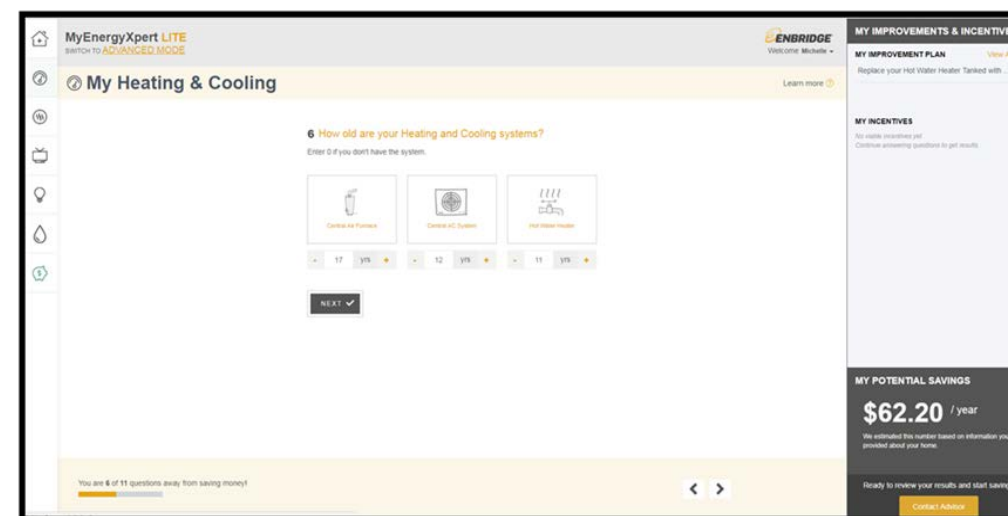 MyEnergyXpert LITE
SWITCH TO ADVANCED MODE
ENBRIDGE
Welcome Michelle
My Heating & Cooling
Learn more
6 How old are your Heating and Cooling systems?
Enter 0 if you don't have the system.
Central Air Furnace
Central AC System
Hot Water Heater
- 17 yrs +
- 12 yrs +
- 11 yrs +
NEXT
You are 6 of 11 questions away from saving money!
MY IMPROVEMENTS & INCENTIVE
MY IMPROVEMENT PLAN
View A
Replace your Hot Water Heater Tanked with ...
MY INCENTIVES
No viable incentives yet
Continue answering questions to get results
MY POTENTIAL SAVINGS
$62.20 / year
We estimated this number based on information you
provided about your home.
Ready to review your results and start saving
Contact Advisor